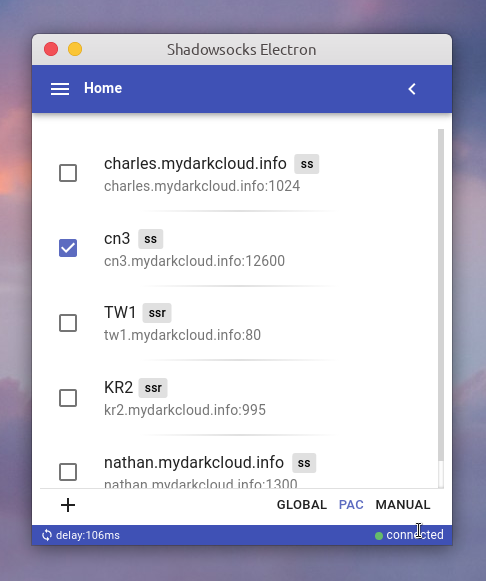 Shadowsocks Electron
Home
charles.mydarkcloud.info ss
charles.mydarkcloud.info:1024
cn3 ss
cn3.mydarkcloud.info:12600
TW1 ssr
tw1.mydarkcloud.info:80
KR2 ssr
kr2.mydarkcloud.info:995
nathan.mydarkcloud.info ss
nathan.mydarkcloud.info:1300
GLOBAL PAC MANUAL
delay:106ms connected